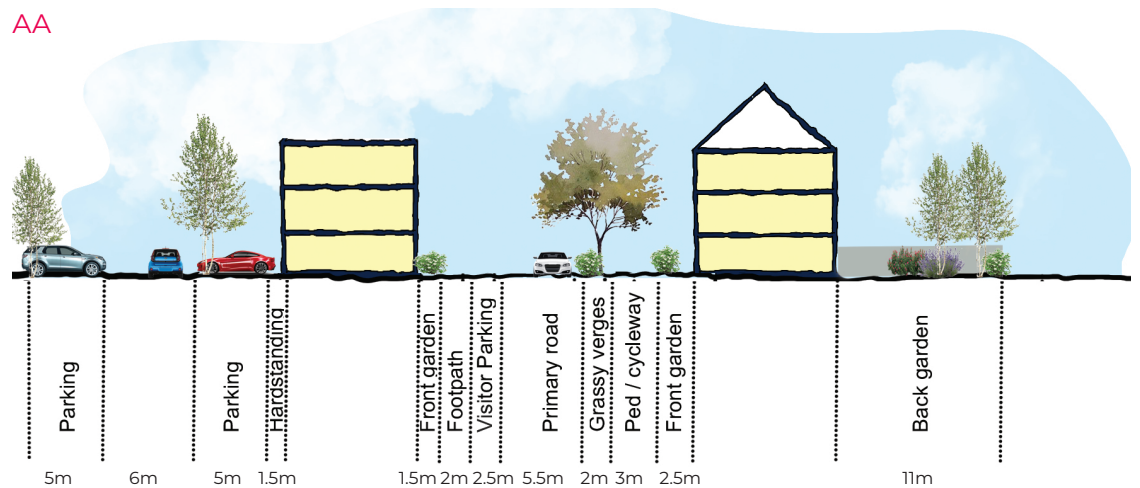 AA
Parking
Parking
Hardstanding
Front garden
Footpath
Visitor Parking
Primary road
Grassy verges
Ped / cycleway
Front garden
Back garden
5m 6m 5m 1.5m 1.5m 2m 2.5m 5.5m 2m 3m 2.5m 11m